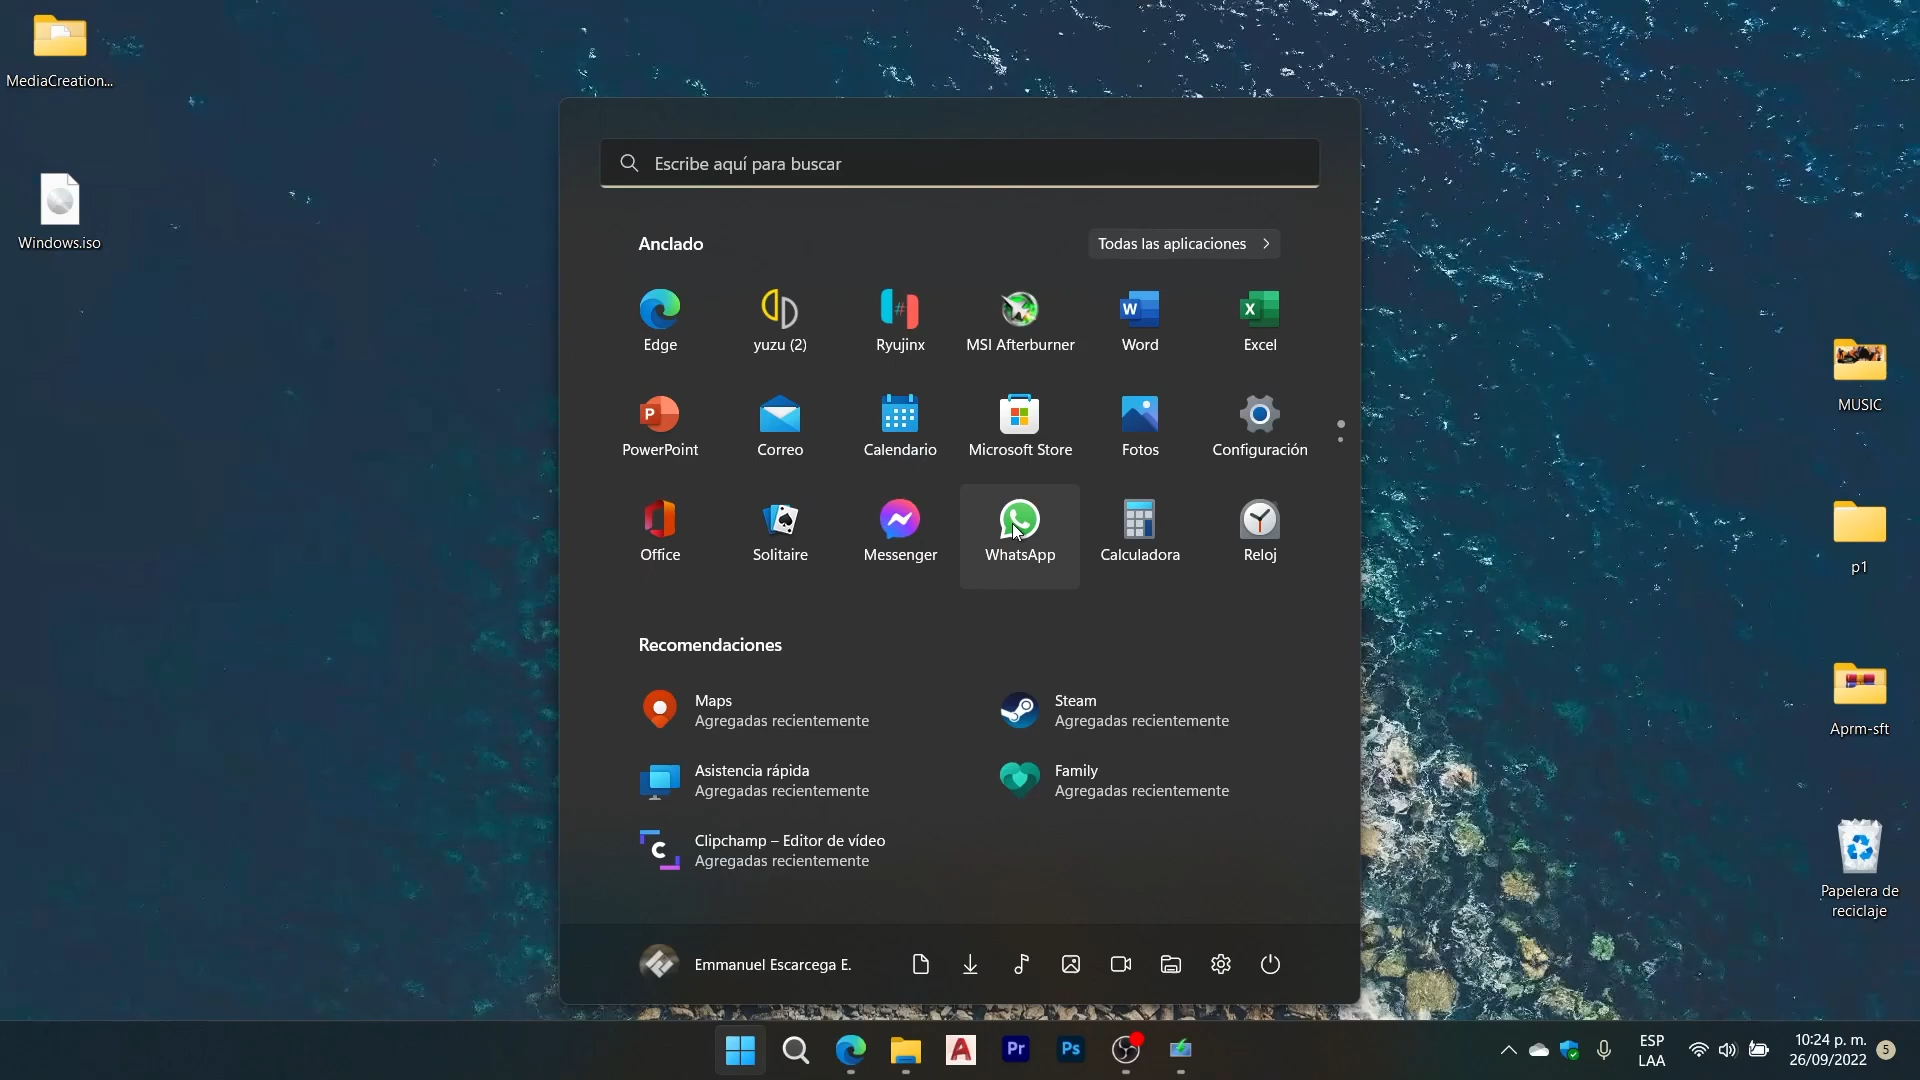 MediaCreation...
Windows.iso
Escribe aquí para buscar
Anclado
Todas las aplicaciones
Edge
yuzu (2)
Ryujinx
MSI Afterburner
Word
Excel
PowerPoint
Correo
Calendario
Microsoft Store
Fotos
Configuración
Office
Solitaire
Messenger
WhatsApp
Calculadora
Reloj
Recomendaciones
Maps
Agregadas recientemente
Steam
Agregadas recientemente
Asistencia rápida
Agregadas recientemente
Family
Agregadas recientemente
Clipchamp – Editor de vídeo
Agregadas recientemente
Emmanuel Escarcega E.
MUSIC
p1
Aprm-sft
Papelera de
reciclaje
Pr
Ps
ESP
LAA
10:24 p. m.
26/09/2022
5